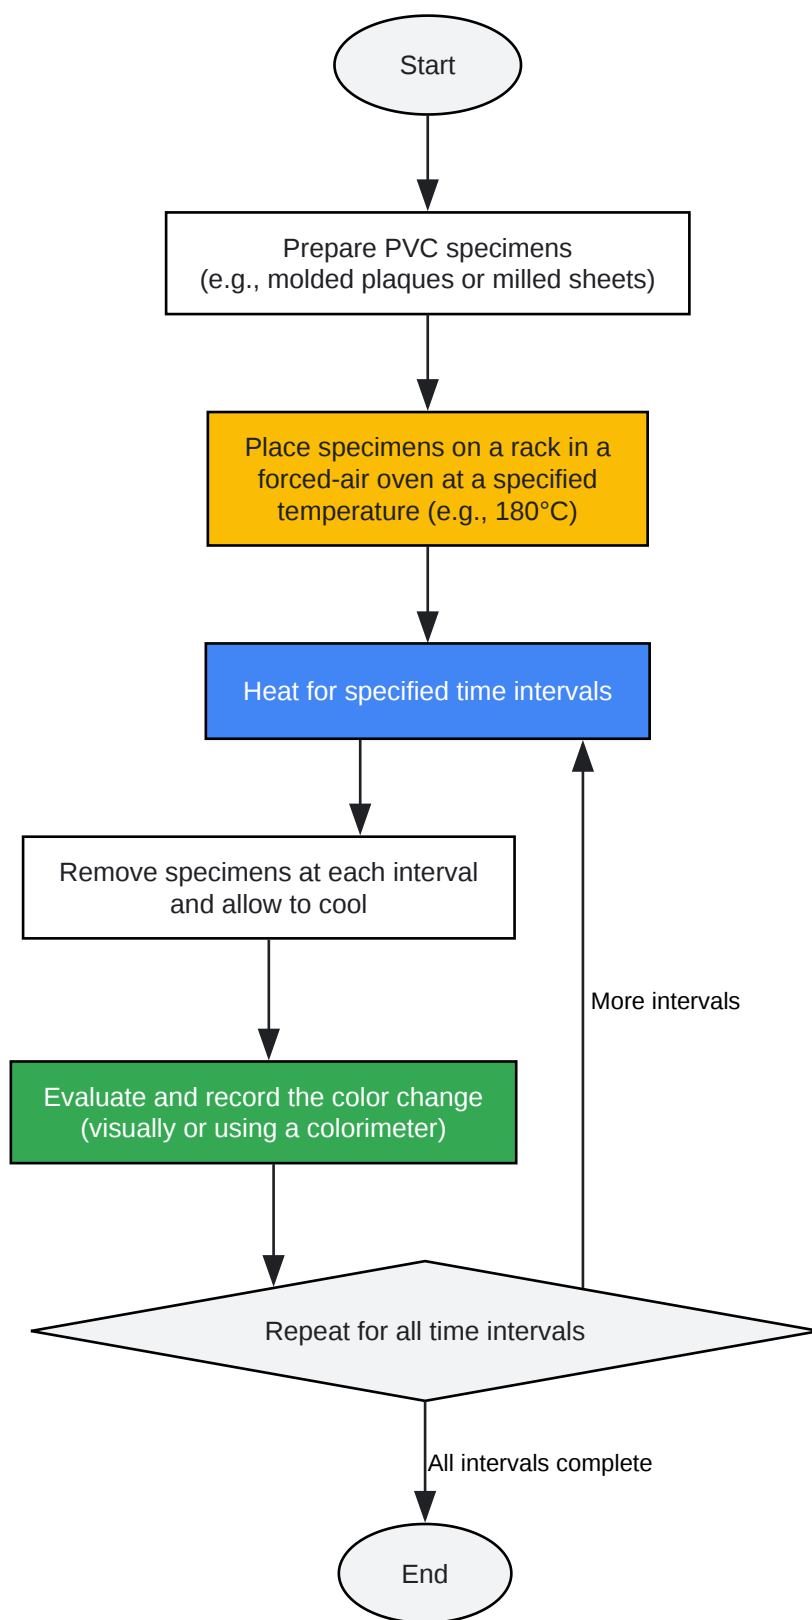 Start
Prepare PVC specimens
(e.g., molded plaques or milled sheets)
Place specimens on a rack in a
forced-air oven at a specified
temperature (e.g., 180°C)
Heat for specified time intervals
Remove specimens at each interval
and allow to cool
More intervals
Evaluate and record the color change
(visually or using a colorimeter)
Repeat for all time intervals
All intervals complete
End